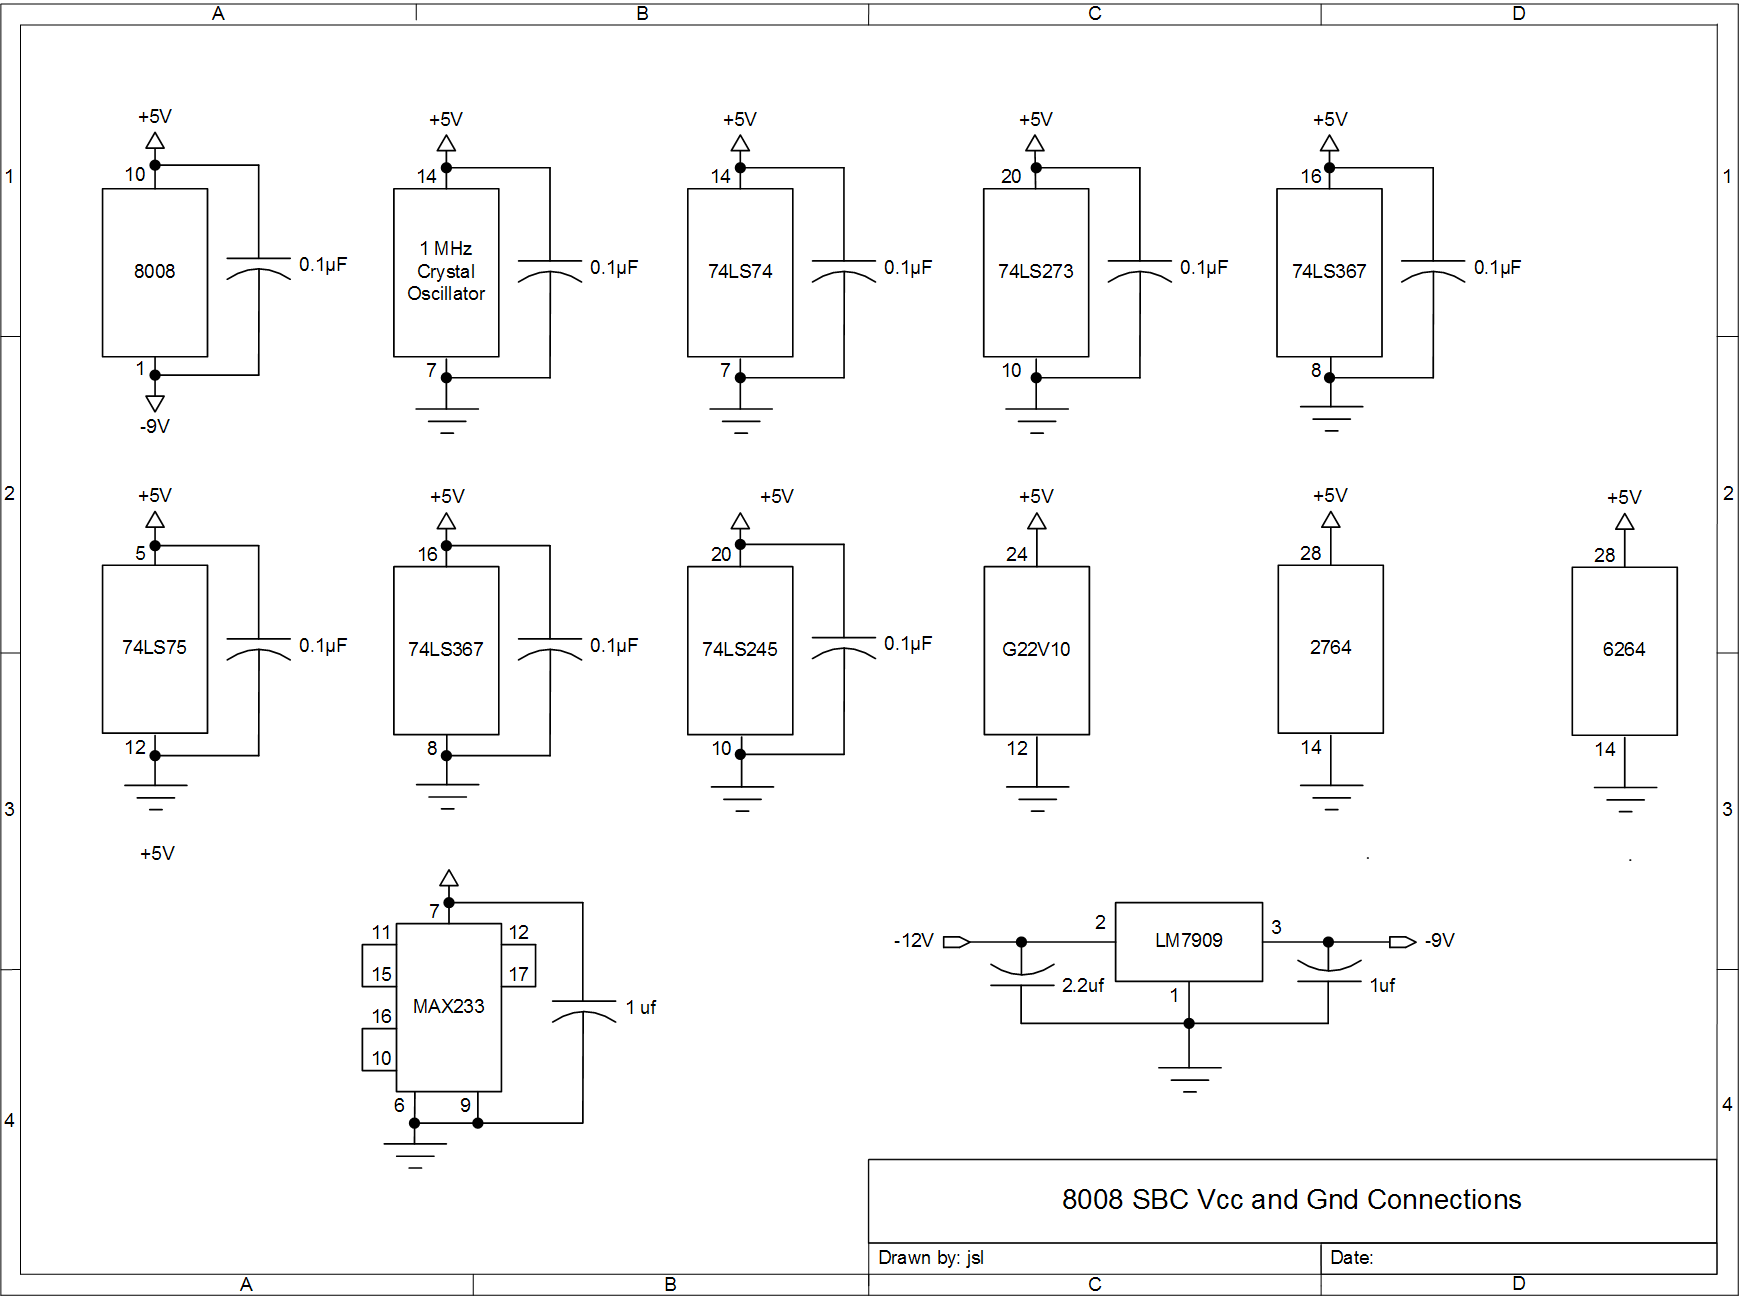 A B C D
1 1
+5V +5V +5V +5V +5V
10 14 14 20 16
8008 0.1µF
1 MHz
Crystal
Oscillator
0.1µF
74LS74 0.1µF
74LS273 0.1µF
74LS367 0.1µF
1 7 7 10 8
-9V
2 2
+5V +5V +5V +5V +5V +5V
5 16 20 24 28 28
74LS75 0.1µF 74LS367 0.1µF 74LS245 0.1µF G22V10 2764 6264
12 8 10 12 14 14
3 3
+5V
7
11 12
15 17
MAX233 1 uf
16
10
6 9
-12V 2 LM7909 3 -9V
2.2uf 1 1uf
4 4
8008 SBC Vcc and Gnd Connections
Drawn by: jsl Date:
A B C D